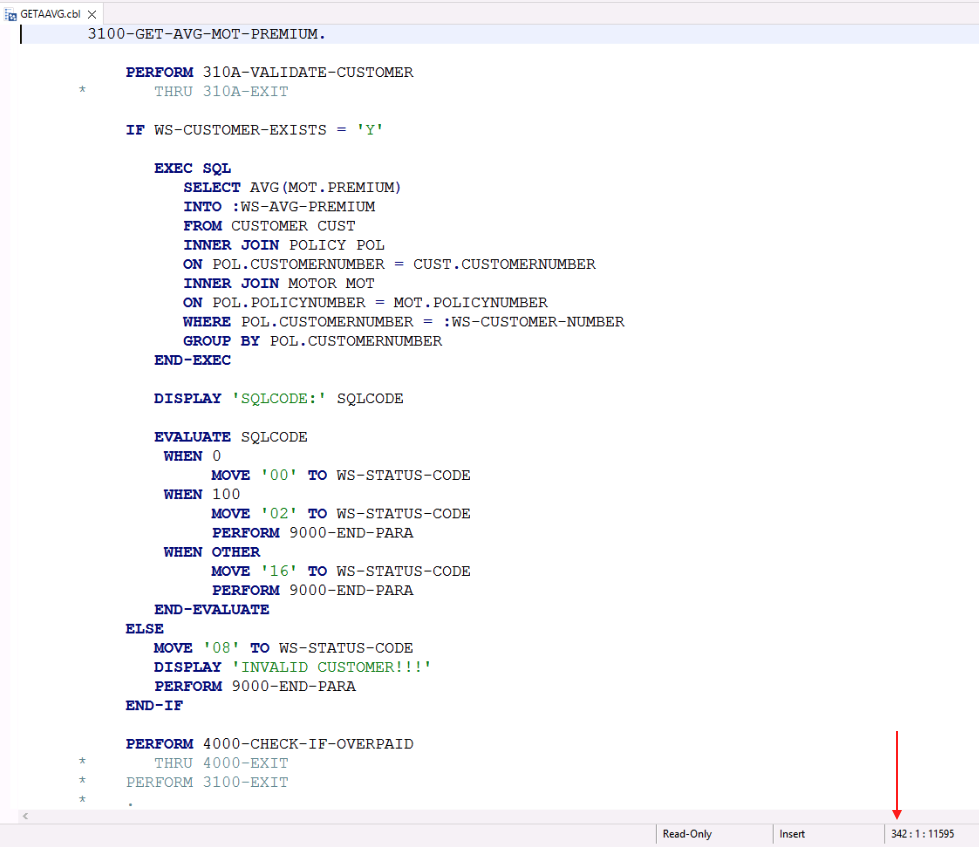 GETAAVG.cbl
3100-GET-AVG-MOT-PREMIUM.
PERFORM 310A-VALIDATE-CUSTOMER
* THRU 310A-EXIT
IF WS-CUSTOMER-EXISTS = 'Y'
EXEC SQL
SELECT AVG(MOT.PREMIUM)
INTO :WS-AVG-PREMIUM
FROM CUSTOMER CUST
INNER JOIN POLICY POL
ON POL.CUSTOMERNUMBER = CUST.CUSTOMERNUMBER
INNER JOIN MOTOR MOT
ON POL.POLICYNUMBER = MOT.POLICYNUMBER
WHERE POL.CUSTOMERNUMBER = :WS-CUSTOMER-NUMBER
GROUP BY POL.CUSTOMERNUMBER
END-EXEC
DISPLAY 'SQLCODE:' SQLCODE
EVALUATE SQLCODE
WHEN 0
MOVE '00' TO WS-STATUS-CODE
WHEN 100
MOVE '02' TO WS-STATUS-CODE
PERFORM 9000-END-PARA
WHEN OTHER
MOVE '16' TO WS-STATUS-CODE
PERFORM 9000-END-PARA
END-EVALUATE
ELSE
MOVE '08' TO WS-STATUS-CODE
DISPLAY 'INVALID CUSTOMER!!!'
PERFORM 9000-END-PARA
END-IF
PERFORM 4000-CHECK-IF-OVERPAID
* THRU 4000-EXIT
* PERFORM 3100-EXIT
* .
Read-Only Insert 342 : 1 : 11595